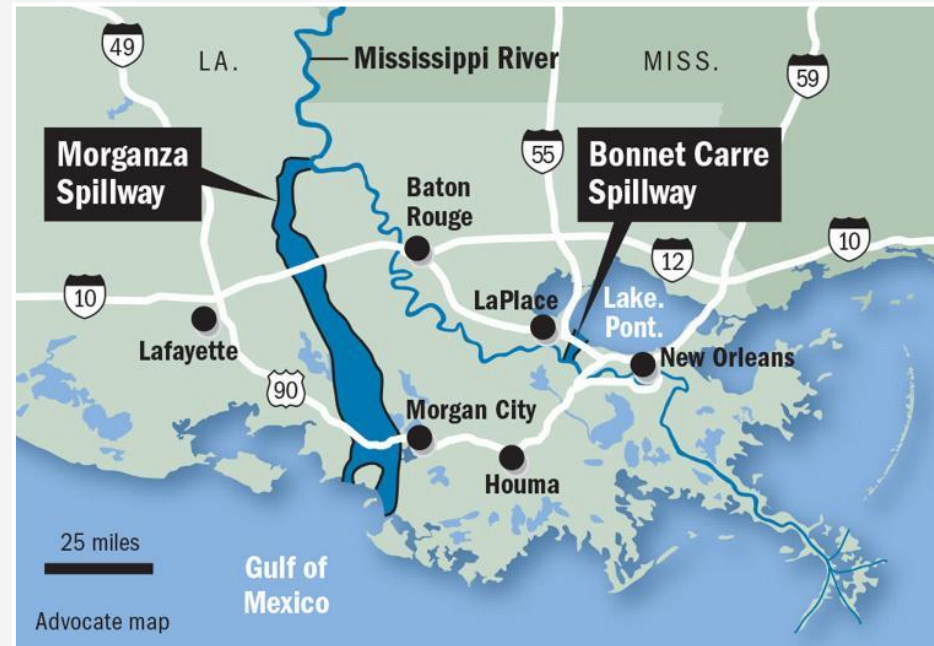 49
LA.
Mississippi River
MISS.
59
Morganza
Spillway
55
Bonnet Carre
Spillway
Baton
Rouge
10
12
10
LaPlace
Lake.
Pont.
Lafayette
New Orleans
90
Morgan City
Houma
25 miles
Gulf of
Mexico
Advocate map